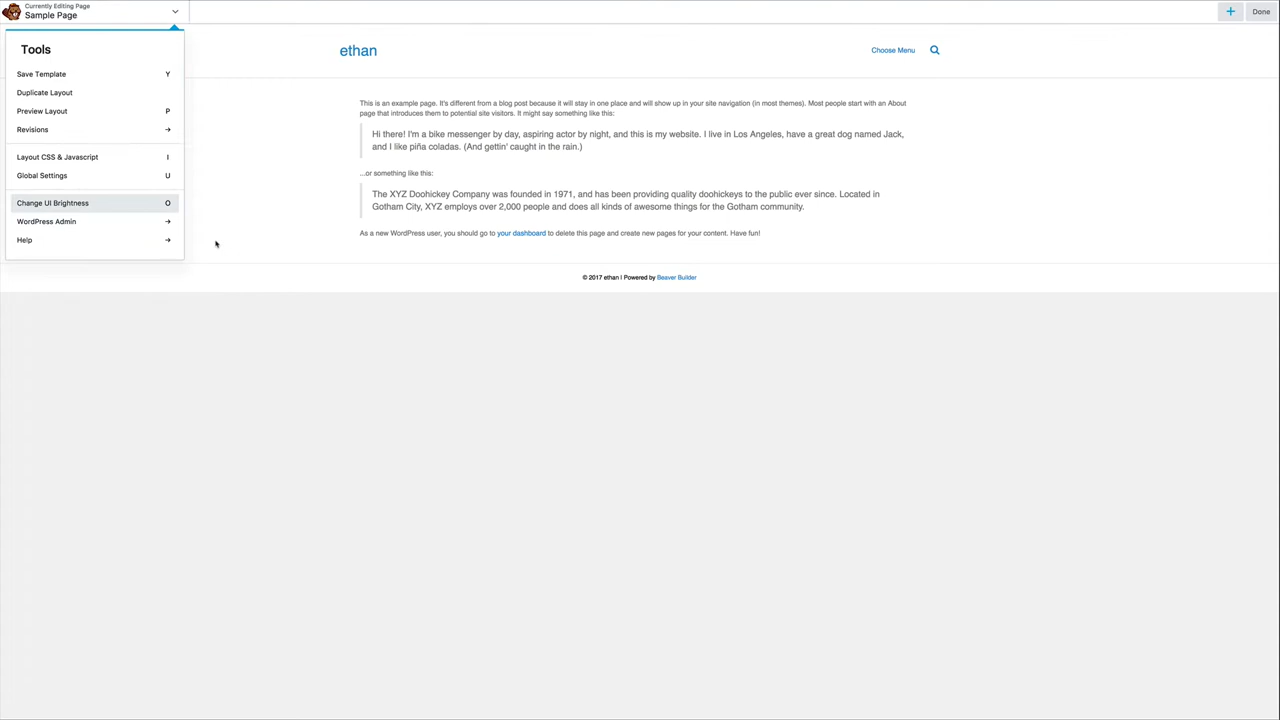 Currently Editing Page
Sample Page
+
Done
Tools
Save Template Y
Duplicate Layout
Preview Layout P
Revisions →
Layout CSS & Javascript I
Global Settings U
Change UI Brightness O
WordPress Admin →
Help →
ethan
Choose Menu
This is an example page. It's different from a blog post because it will stay in one place and will show up in your site navigation (in most themes). Most people start with an About
page that introduces them to potential site visitors. It might say something like this:
Hi there! I'm a bike messenger by day, aspiring actor by night, and this is my website. I live in Los Angeles, have a great dog named Jack,
and I like piña coladas. (And gettin' caught in the rain.)
...or something like this:
The XYZ Doohickey Company was founded in 1971, and has been providing quality doohickeys to the public ever since. Located in
Gotham City, XYZ employs over 2,000 people and does all kinds of awesome things for the Gotham community.
As a new WordPress user, you should go to your dashboard to delete this page and create new pages for your content. Have fun!
© 2017 ethan | Powered by Beaver Builder